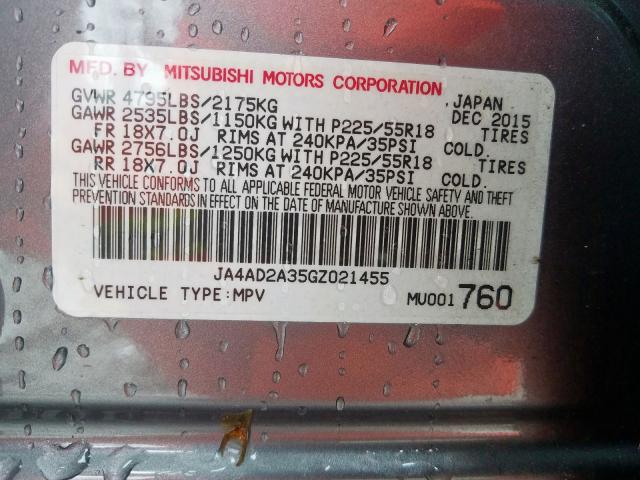 MFD. BY MITSUBISHI MOTORS CORPORATION
GVWR 4795LBS/2175KG , JAPAN
GAWR 2535LBS/1150KG WITH P225/55R18 DEC 2015
FR 18X7.0J RIMS AT 240KPA/35PSI TIRES
GAWR 2756LBS/1250KG WITH P225/55R18 COLD.
RR 18X7.0J RIMS AT 240KPA/35PSI TIRES
COLD.
THIS VEHICLE CONFORMS TO ALL APPLICABLE FEDERAL MOTOR VEHICLE SAFETY AND THEFT
PREVENTION STANDARDS IN EFFECT ON THE DATE OF MANUFACTURE SHOWN ABOVE.
JA4AD2A35GZ021455
VEHICLE TYPE:MPV MU001760